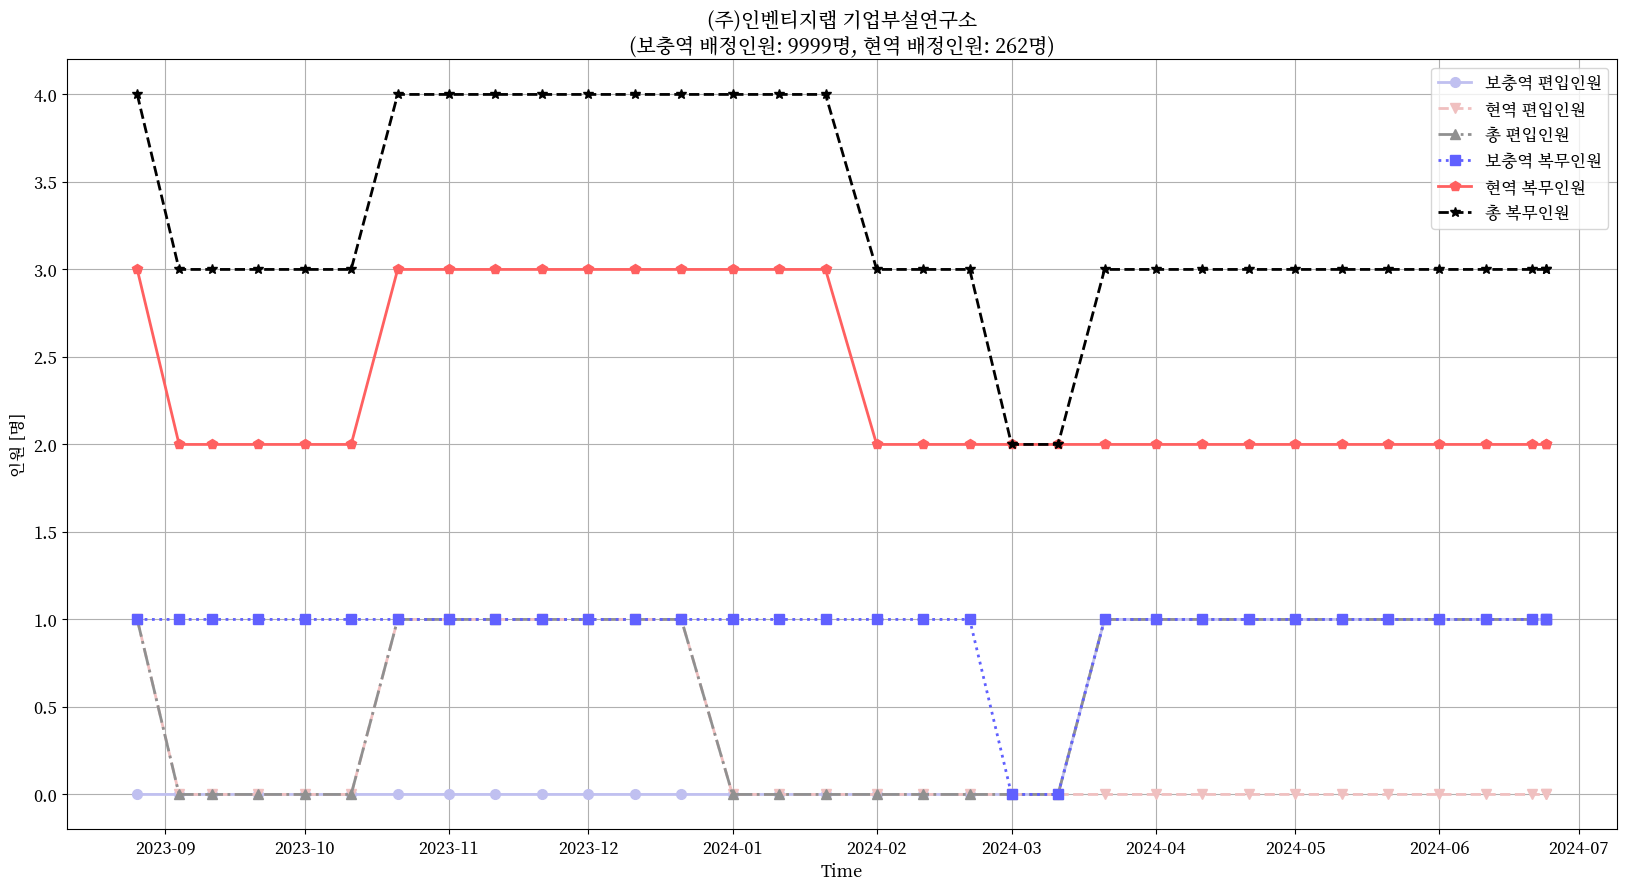 (주)인벤티지랩 기업부설연구소
(보충역 배정인원: 9999명, 현역 배정인원: 262명)
보충역 편입인원
현역 편입인원
총 편입인원
보충역 복무인원
현역 복무인원
총 복무인원
인원 [명]
4.0
3.5
3.0
2.5
2.0
1.5
1.0
0.5
0.0
2023-09 2023-10 2023-11 2023-12 2024-01 2024-02 2024-03 2024-04 2024-05 2024-06 2024-07
Time